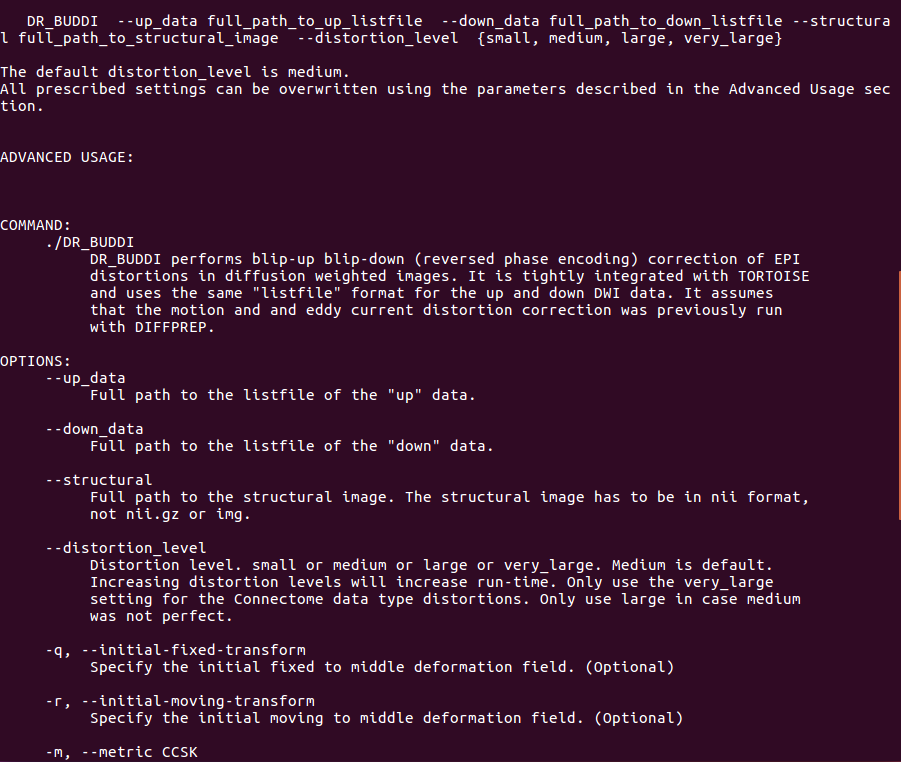 DR_BUDDI  --up_data full_path_to_up_listfile  --down_data full_path_to_down_listfile --structura
l full_path_to_structural_image  --distortion_level  {small, medium, large, very_large}
The default distortion_level is medium.
All prescribed settings can be overwritten using the parameters described in the Advanced Usage sec
tion.
ADVANCED USAGE:
COMMAND:
./DR_BUDDI
DR_BUDDI performs blip-up blip-down (reversed phase encoding) correction of EPI
distortions in diffusion weighted images. It is tightly integrated with TORTOISE
and uses the same "listfile" format for the up and down DWI data. It assumes
that the motion and and eddy current distortion correction was previously run
with DIFFPREP.
OPTIONS:
--up_data
Full path to the listfile of the "up" data.
--down_data
Full path to the listfile of the "down" data.
--structural
Full path to the structural image. The structural image has to be in nii format,
not nii.gz or img.
--distortion_level
Distortion level. small or medium or large or very_large. Medium is default.
Increasing distortion levels will increase run-time. Only use the very_large
setting for the Connectome data type distortions. Only use large in case medium
was not perfect.
-q, --initial-fixed-transform
Specify the initial fixed to middle deformation field. (Optional)
-r, --initial-moving-transform
Specify the initial moving to middle deformation field. (Optional)
-m, --metric CCSK